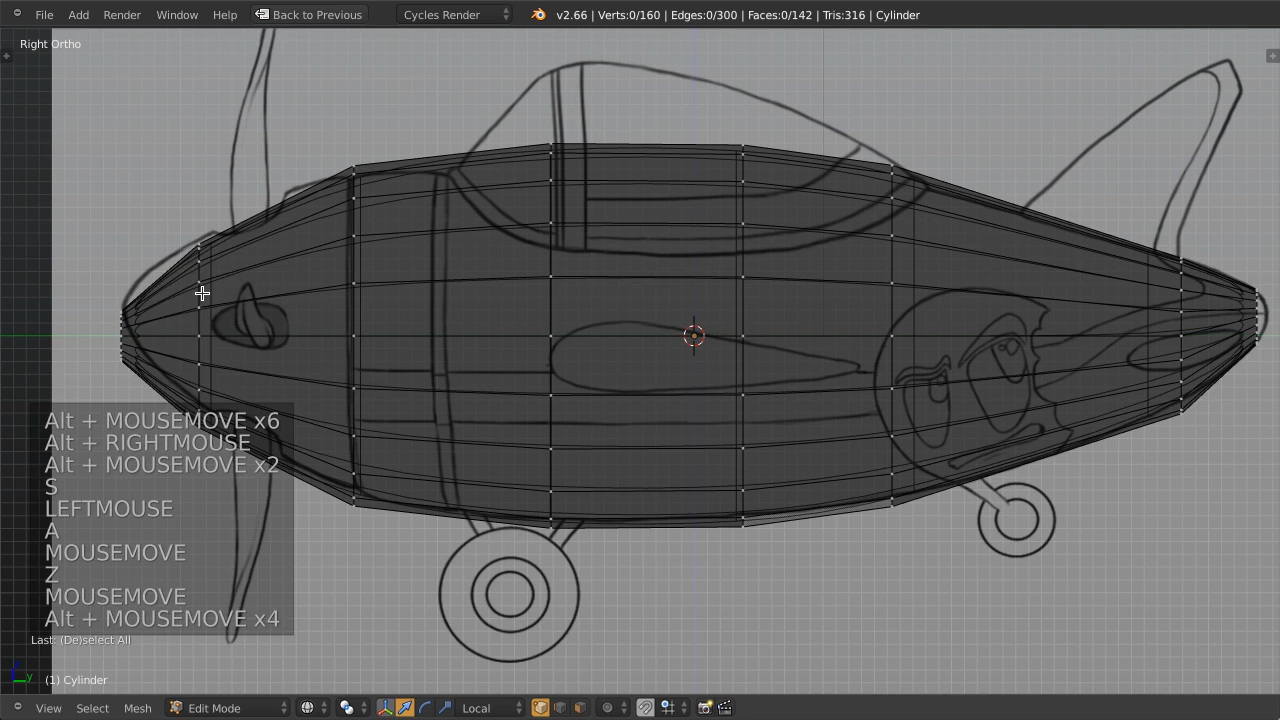 File Add Render Window Help Back to Previous Cycles Render v2.66 | Verts:0/160 | Edges:0/300 | Faces:0/142 | Tris:316 | Cylinder
Right Ortho
Alt + MOUSEMOVE x6
Alt + RIGHTMOUSE
Alt + MOUSEMOVE x2
S
LEFTMOUSE
A
MOUSEMOVE
Z
MOUSEMOVE
Alt + MOUSEMOVE x4
Last: (De)select All
y
(1) Cylinder
View Select Mesh Edit Mode Local